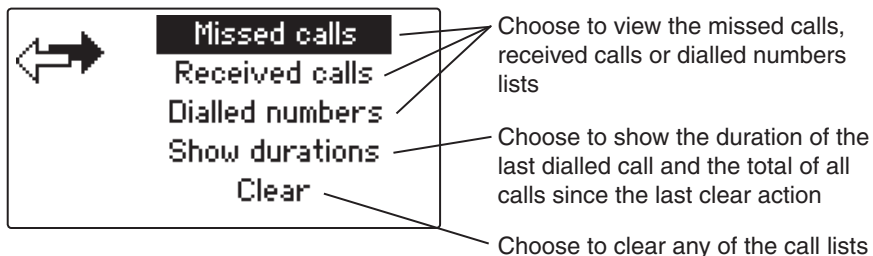 Missed calls
Received calls
Dialled numbers
Show durations
Clear
Choose to view the missed calls,
received calls or dialled numbers
lists
Choose to show the duration of the
last dialled call and the total of all
calls since the last clear action
Choose to clear any of the call lists